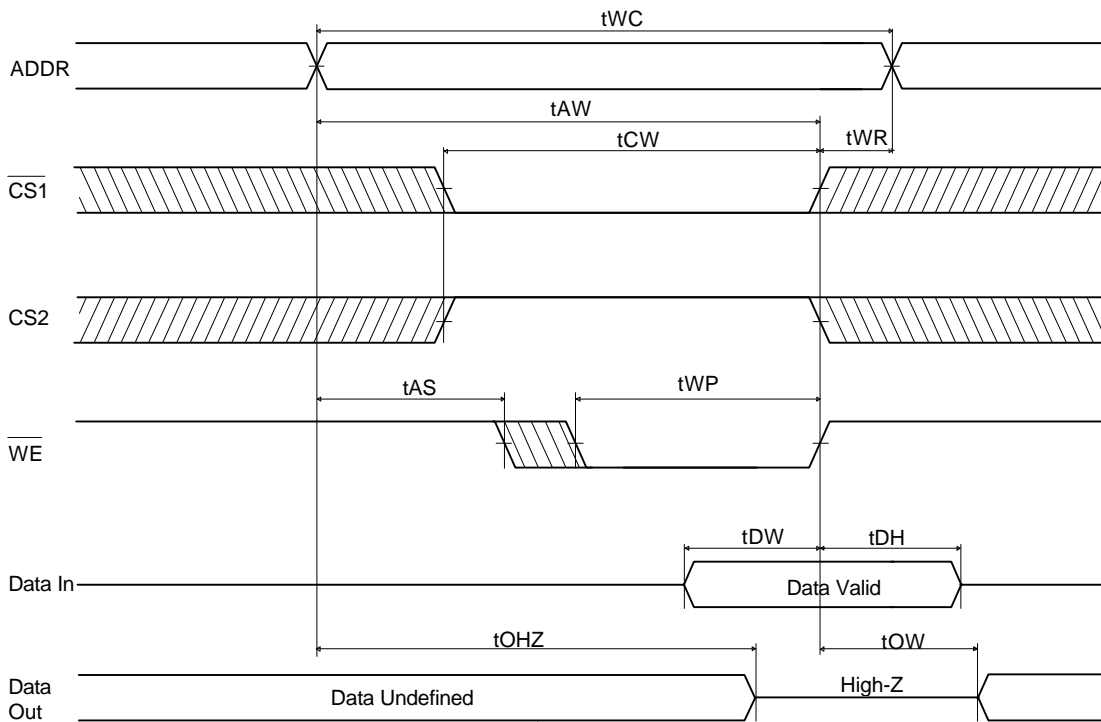 tWC
ADDR
tAW
tCW
tWR
CS1
CS2
tAS
tWP
WE
tDW
tDH
Data In
Data Valid
tOHZ
tOW
Data
Out
Data Undefined
High-Z